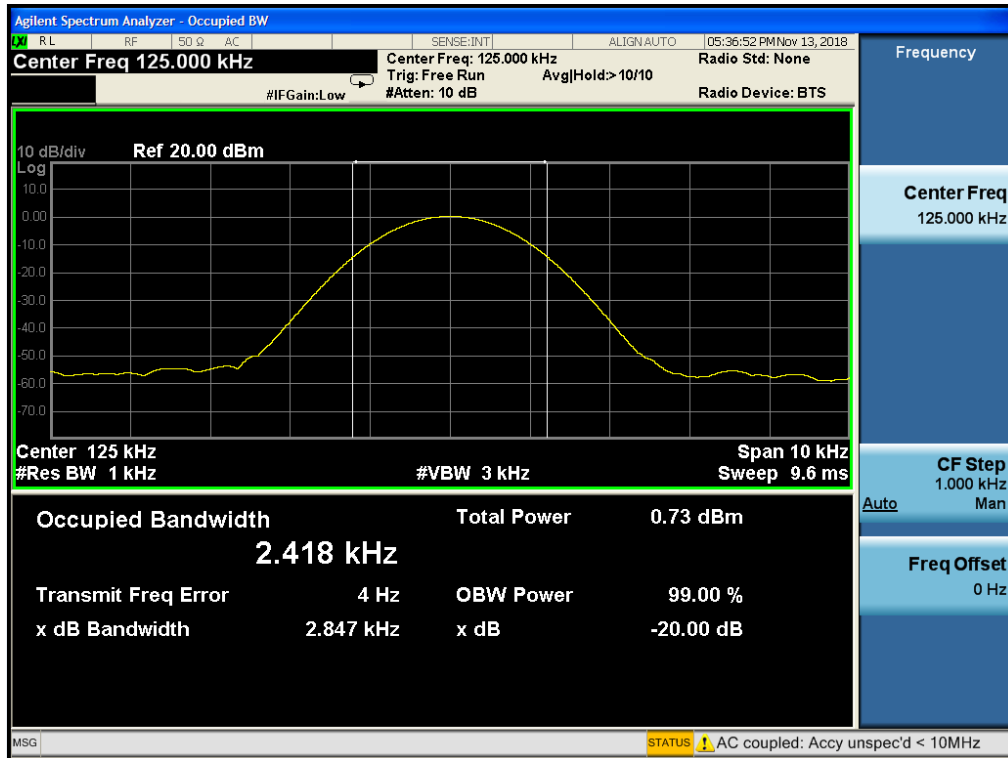 Agilent Spectrum Analyzer - Occupied BW
LXI RL RF 50 Ω AC SENSE:INT ALIGN AUTO 05:36:52 PM Nov 13, 2018
Center Freq 125.000 kHz
Center Freq: 125.000 kHz
Radio Std: None
Trig: Free Run Avg|Hold:>10/10
#IFGain:Low
#Atten: 10 dB
Radio Device: BTS
10 dB/div Ref 20.00 dBm
Log
10.0
0.00
-10.0
-20.0
-30.0
-40.0
-50.0
-60.0
-70.0
Center 125 kHz Span 10 kHz
#Res BW 1 kHz #VBW 3 kHz Sweep 9.6 ms
Occupied Bandwidth Total Power 0.73 dBm
2.418 kHz
Transmit Freq Error 4 Hz OBW Power 99.00 %
x dB Bandwidth 2.847 kHz x dB -20.00 dB
Frequency
Center Freq
125.000 kHz
CF Step
1.000 kHz
Auto Man
Freq Offset
0 Hz
MSG STATUS AC coupled: Accy unspec'd < 10MHz